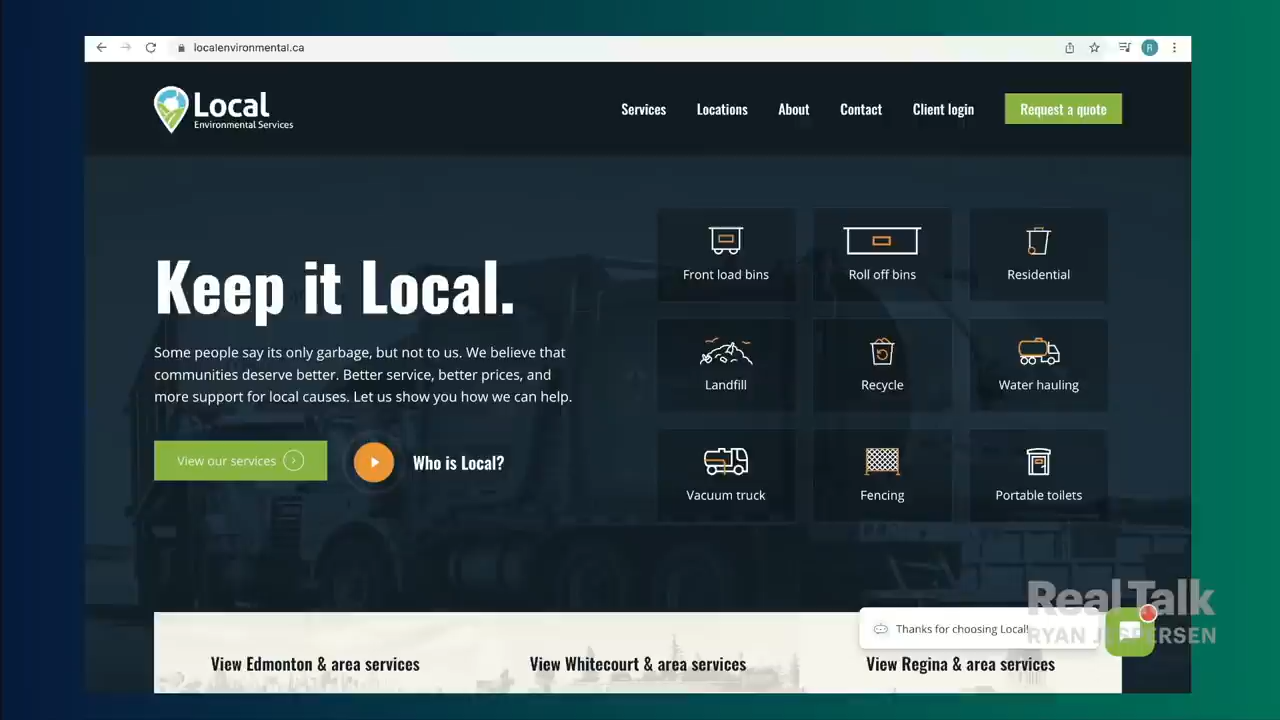 localenvironmental.ca
R
Local
Environmental Services
Services
Locations
About
Contact
Client login
Request a quote
Keep it Local.
Some people say its only garbage, but not to us. We believe that
communities deserve better. Better service, better prices, and
more support for local causes. Let us show you how we can help.
View our services
Who is Local?
Front load bins
Roll off bins
Residential
Landfill
Recycle
Water hauling
Vacuum truck
Fencing
Portable toilets
Real Talk
RYAN JESPERSEN
Thanks for choosing Local!
View Edmonton & area services
View Whitecourt & area services
View Regina & area services